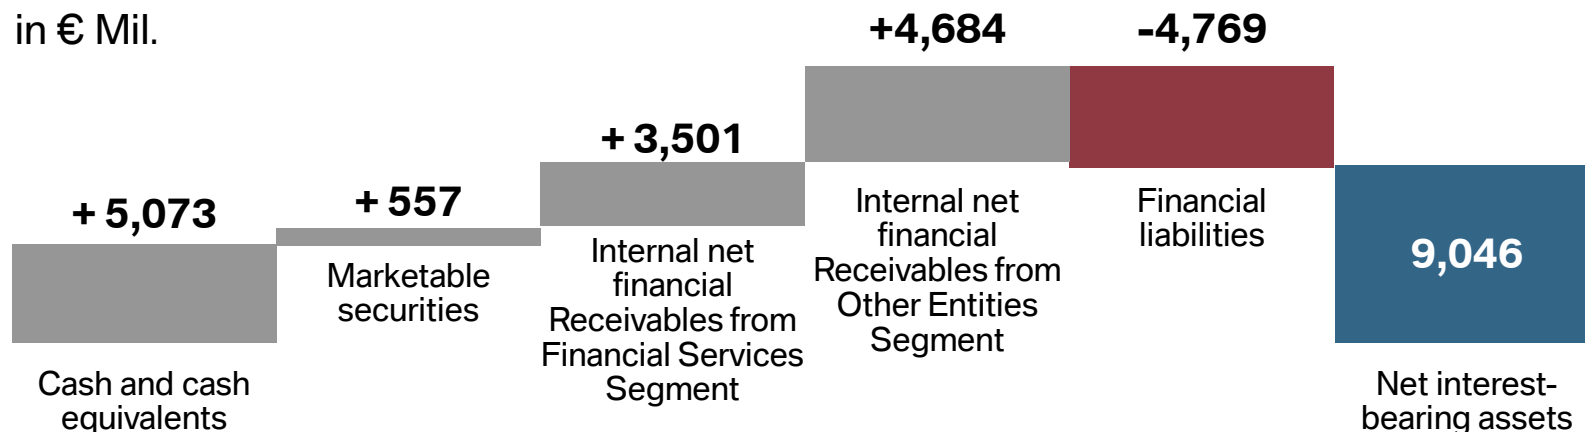 in € Mil.
+ 5,073
Cash and cash
equivalents
+ 557
Marketable
securities
+ 3,501
Internal net
financial
Receivables from
Financial Services
Segment
+4,684
Internal net
financial
Receivables from
Other Entities
Segment
-4,769
Financial
liabilities
9,046
Net interest-
bearing assets